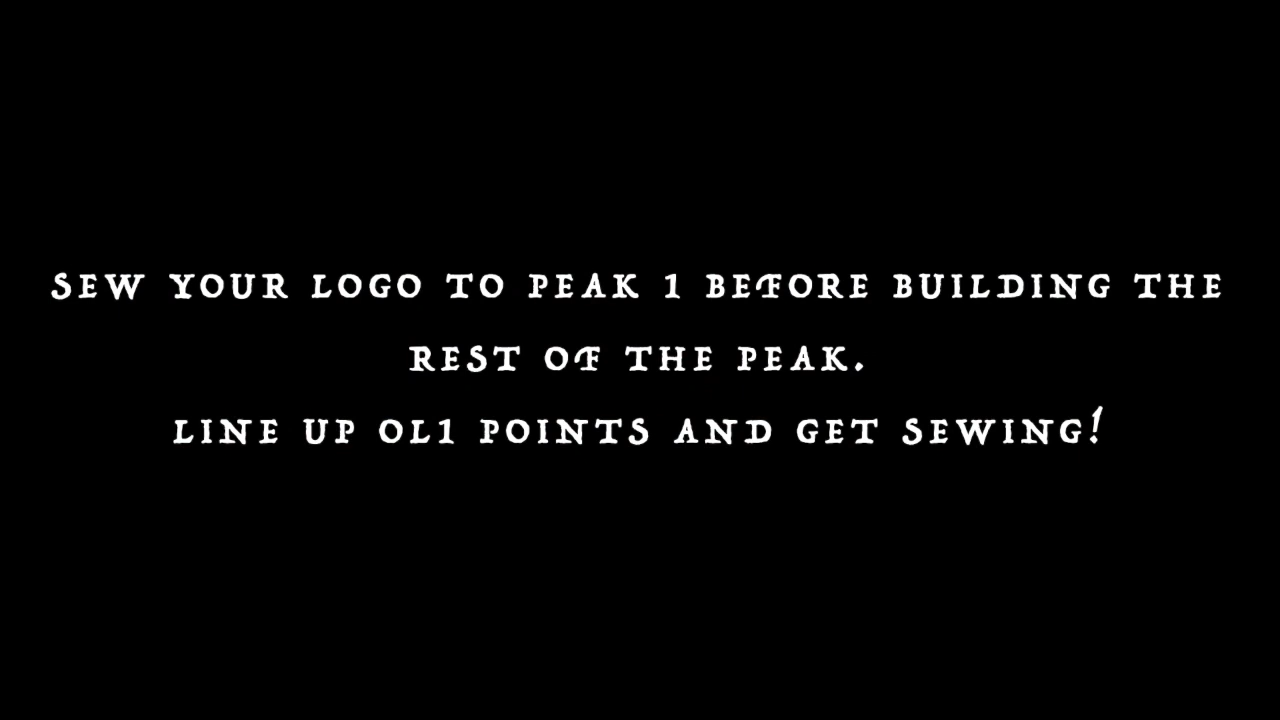 SEW YOUR LOGO TO PEAK 1 BEFORE BUILDING THE
REST OF THE PEAK.
LINE UP OL1 POINTS AND GET SEWING!